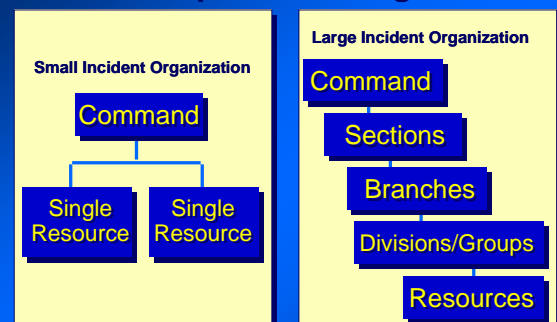 Small Incident Organization
Command
Single
Resource
Single
Resource
Large Incident Organization
Command
Sections
Branches
Divisions/Groups
Resources